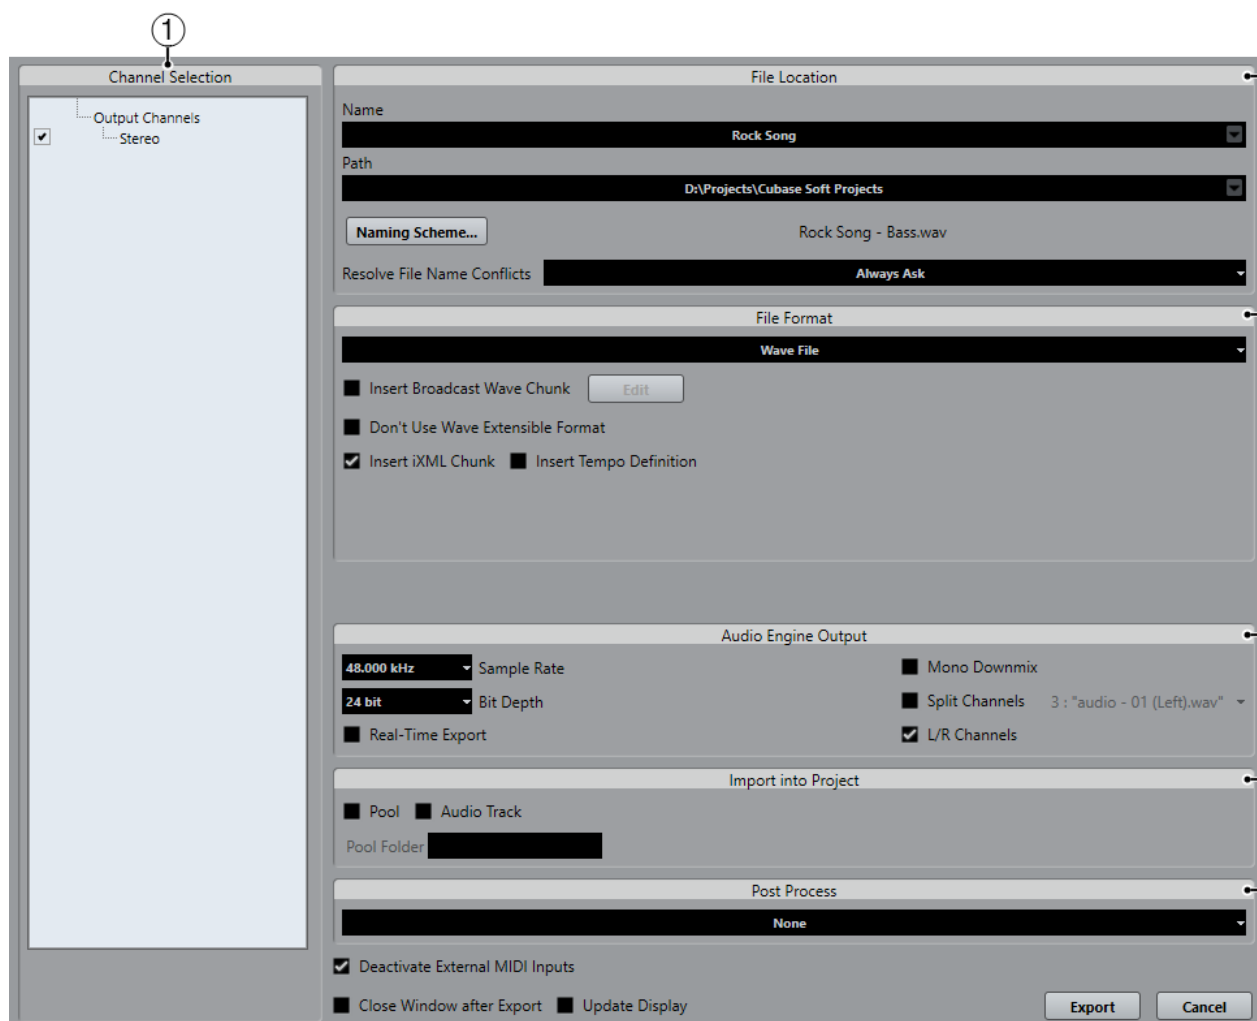 1
Channel Selection
Output Channels
Stereo
File Location
Name
Rock Song
Path
D:\Projects\Cubase Soft Projects
Naming Scheme... Rock Song - Bass.wav
Resolve File Name Conflicts Always Ask
File Format
Wave File
Insert Broadcast Wave Chunk Edit
Don't Use Wave Extensible Format
Insert iXML Chunk Insert Tempo Definition
Audio Engine Output
48.000 kHz Sample Rate Mono Downmix
24 bit Bit Depth Split Channels 3 : "audio - 01 (Left).wav"
Real-Time Export L/R Channels
Import into Project
Pool Audio Track
Pool Folder
Post Process
None
Deactivate External MIDI Inputs
Close Window after Export Update Display Export Cancel